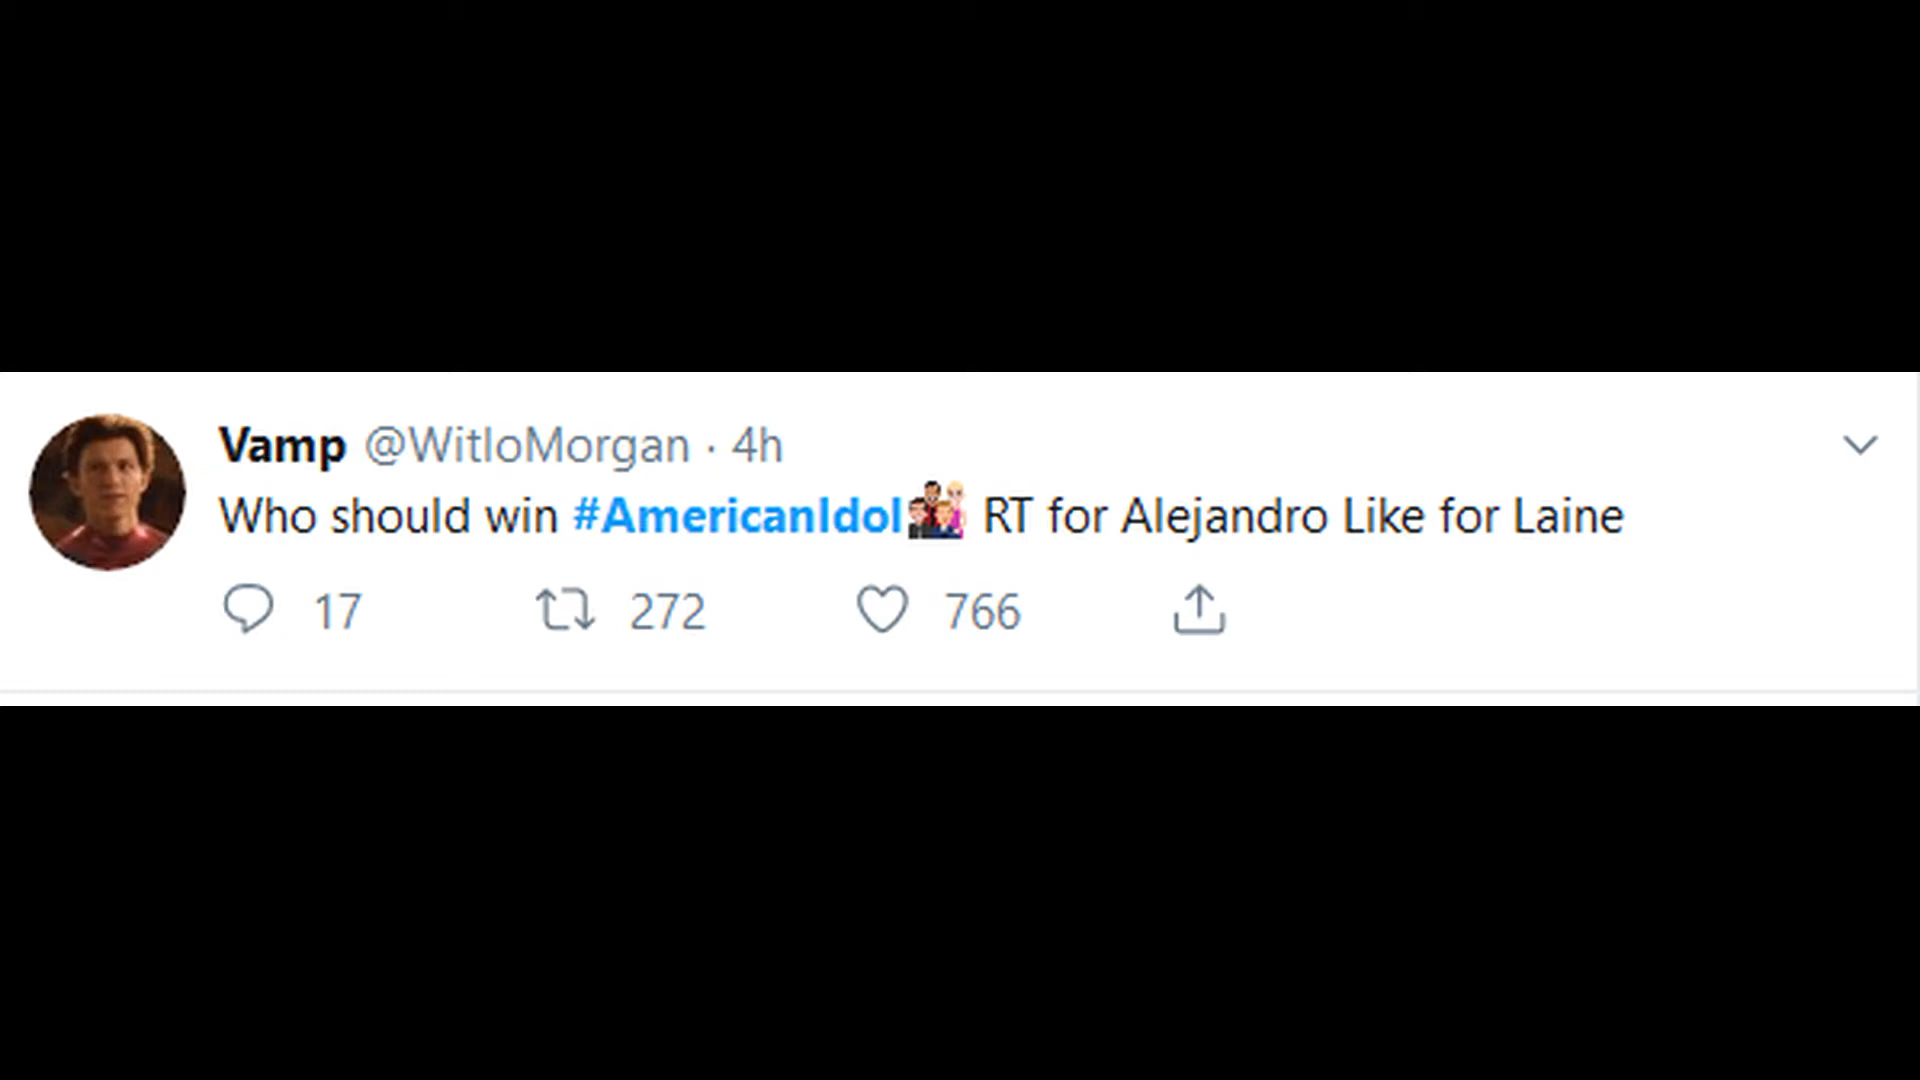 Vamp @WitloMorgan · 4h
Who should win #AmericanIdol RT for Alejandro Like for Laine
17 272 766